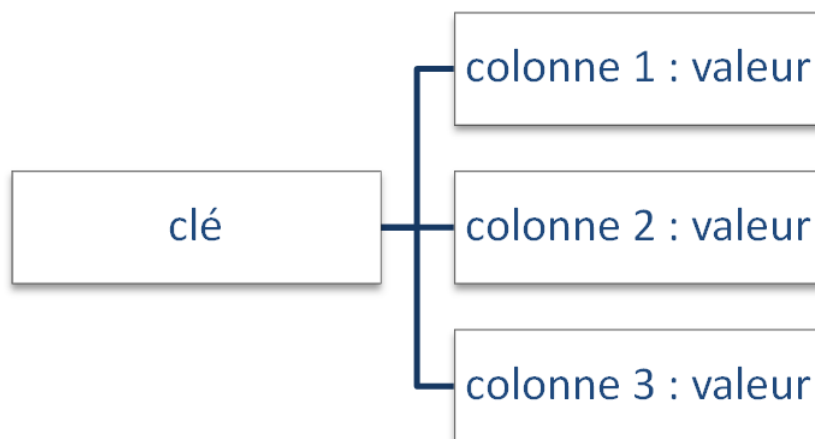 colonne 1 : valeur
clé
colonne 2 : valeur
colonne 3 : valeur